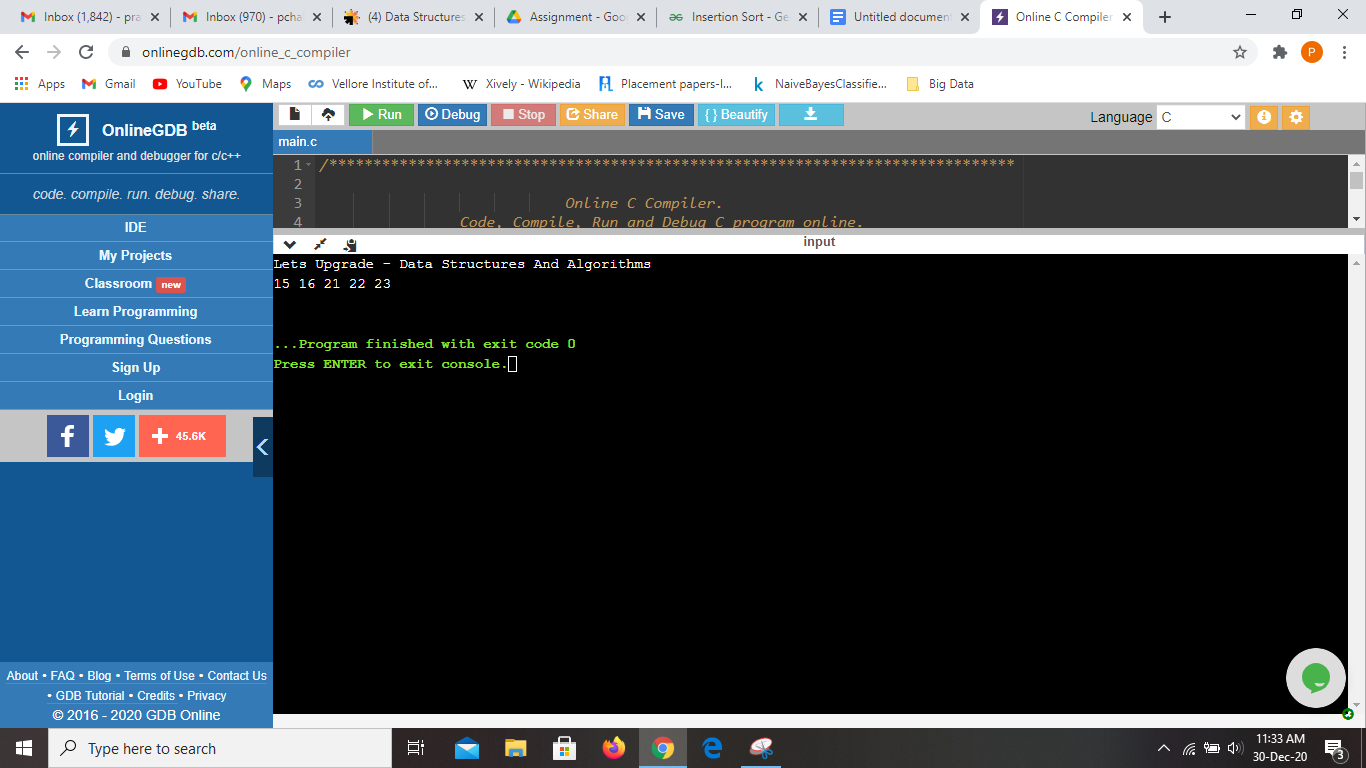 Inbox (1,842) - pra
Inbox (970) - pcha
(4) Data Structures
Assignment - Goo
Insertion Sort - Ge
Untitled document
Online C Compiler
onlinegdb.com/online_c_compiler
P
Apps
Gmail
YouTube
Maps
Vellore Institute of...
Xively - Wikipedia
Placement papers-I...
NaiveBayesClassifie...
Big Data
OnlineGDB beta
online compiler and debugger for c/c++
code. compile. run. debug. share.
IDE
My Projects
Classroom new
Learn Programming
Programming Questions
Sign Up
Login
45.6K
About • FAQ • Blog • Terms of Use • Contact Us
• GDB Tutorial • Credits • Privacy
© 2016 - 2020 GDB Online
Run
Debug
Stop
Share
Save
{ } Beautify
Language C
main.c
1 /******************************************************************************
2
3 Online C Compiler.
4 Code, Compile, Run and Debug C program online.
input
Lets Upgrade - Data Structures And Algorithms
15 16 21 22 23
...Program finished with exit code 0
Press ENTER to exit console.
Type here to search
11:33 AM
30-Dec-20
3